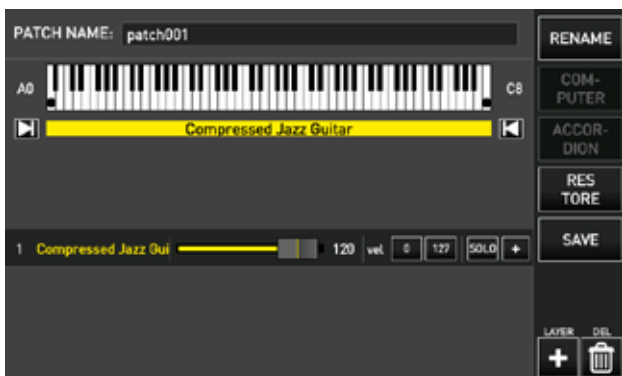 PATCH NAME: patch001
RENAME
A0
C8
COM-
PUTER
Compressed Jazz Guitar
ACCOR-
DION
RES
TORE
1 Compressed Jazz Gui 120 vel 0 127 SOLO +
SAVE
LAYER DEL
+